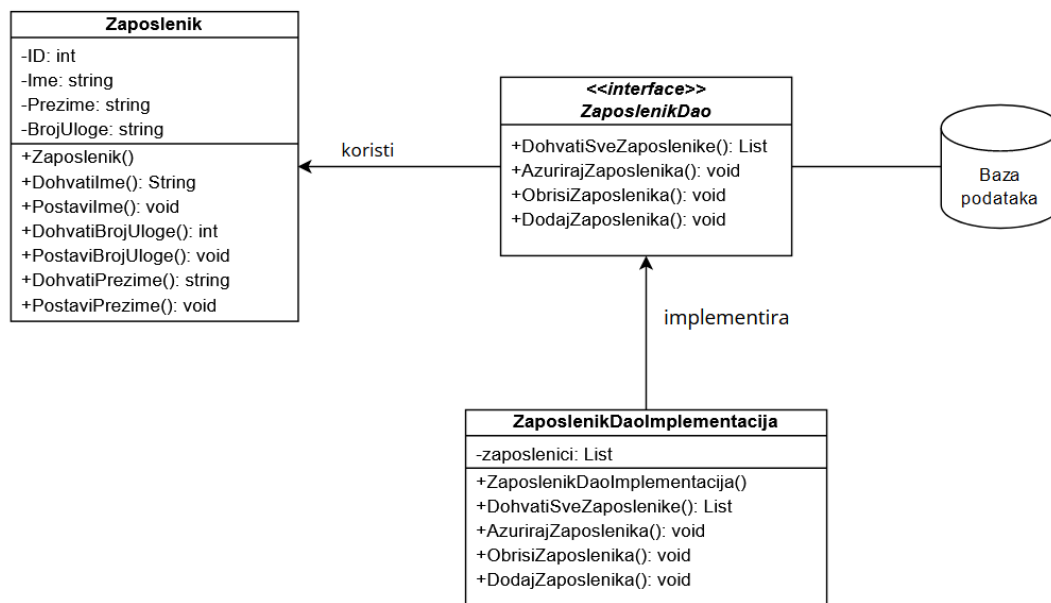 Zaposlenik
-ID: int
-Ime: string
-Prezime: string
-BrojUloge: string
+Zaposlenik()
+DohvatiIme(): String
+PostaviIme(): void
+DohvatiBrojUloge(): int
+PostaviBrojUloge(): void
+DohvatiPrezime(): string
+PostaviPrezime(): void
koristi
<<interface>>
ZaposlenikDao
+DohvatiSveZaposlenike(): List
+AzurirajZaposlenika(): void
+ObrisiZaposlenika(): void
+DodajZaposlenika(): void
Baza
podataka
implementira
ZaposlenikDaoImplementacija
-zaposlenici: List
+ZaposlenikDaoImplementacija()
+DohvatiSveZaposlenike(): List
+AzurirajZaposlenika(): void
+ObrisiZaposlenika(): void
+DodajZaposlenika(): void